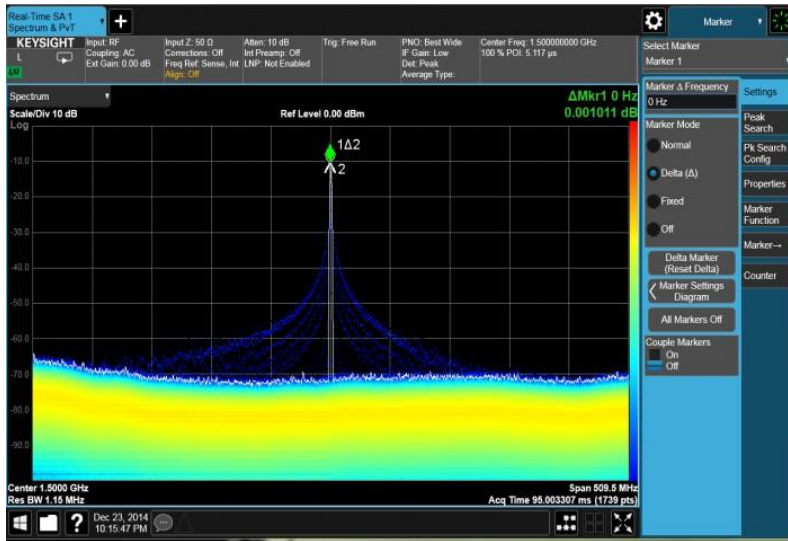 Real-Time SA 1
Spectrum & PvT
Marker
KEYSIGHT
L
Input: RF
Coupling: AC
Ext Gain: 0.00 dB
Input Z: 50 Ω
Corrections: Off
Freq Ref: Sense, Int
Align: Off
Atten: 10 dB
Int Preamp: Off
LNP: Not Enabled
Trig: Free Run
PNO: Best Wide
IF Gain: Low
Det: Peak
Average Type:
Center Freq: 1.500000000 GHz
100 % POI: 5.117 µs
Select Marker
Marker 1
Spectrum
Scale/Div 10 dB
Log
Ref Level 0.00 dBm
ΔMkr1 0 Hz
0.001011 dB
1Δ2
2
-10.0
-20.0
-30.0
-40.0
-50.0
-60.0
-70.0
-80.0
-90.0
Center 1.5000 GHz
Res BW 1.15 MHz
Span 509.5 MHz
Acq Time 95.003307 ms (1739 pts)
Marker Δ Frequency
0 Hz
Marker Mode
Normal
Delta (Δ)
Fixed
Off
Delta Marker
(Reset Delta)
Marker Settings
Diagram
All Markers Off
Couple Markers
On
Off
Settings
Peak
Search
Pk Search
Config
Properties
Marker
Function
Marker→
Counter
?
Dec 23, 2014
10:15:47 PM